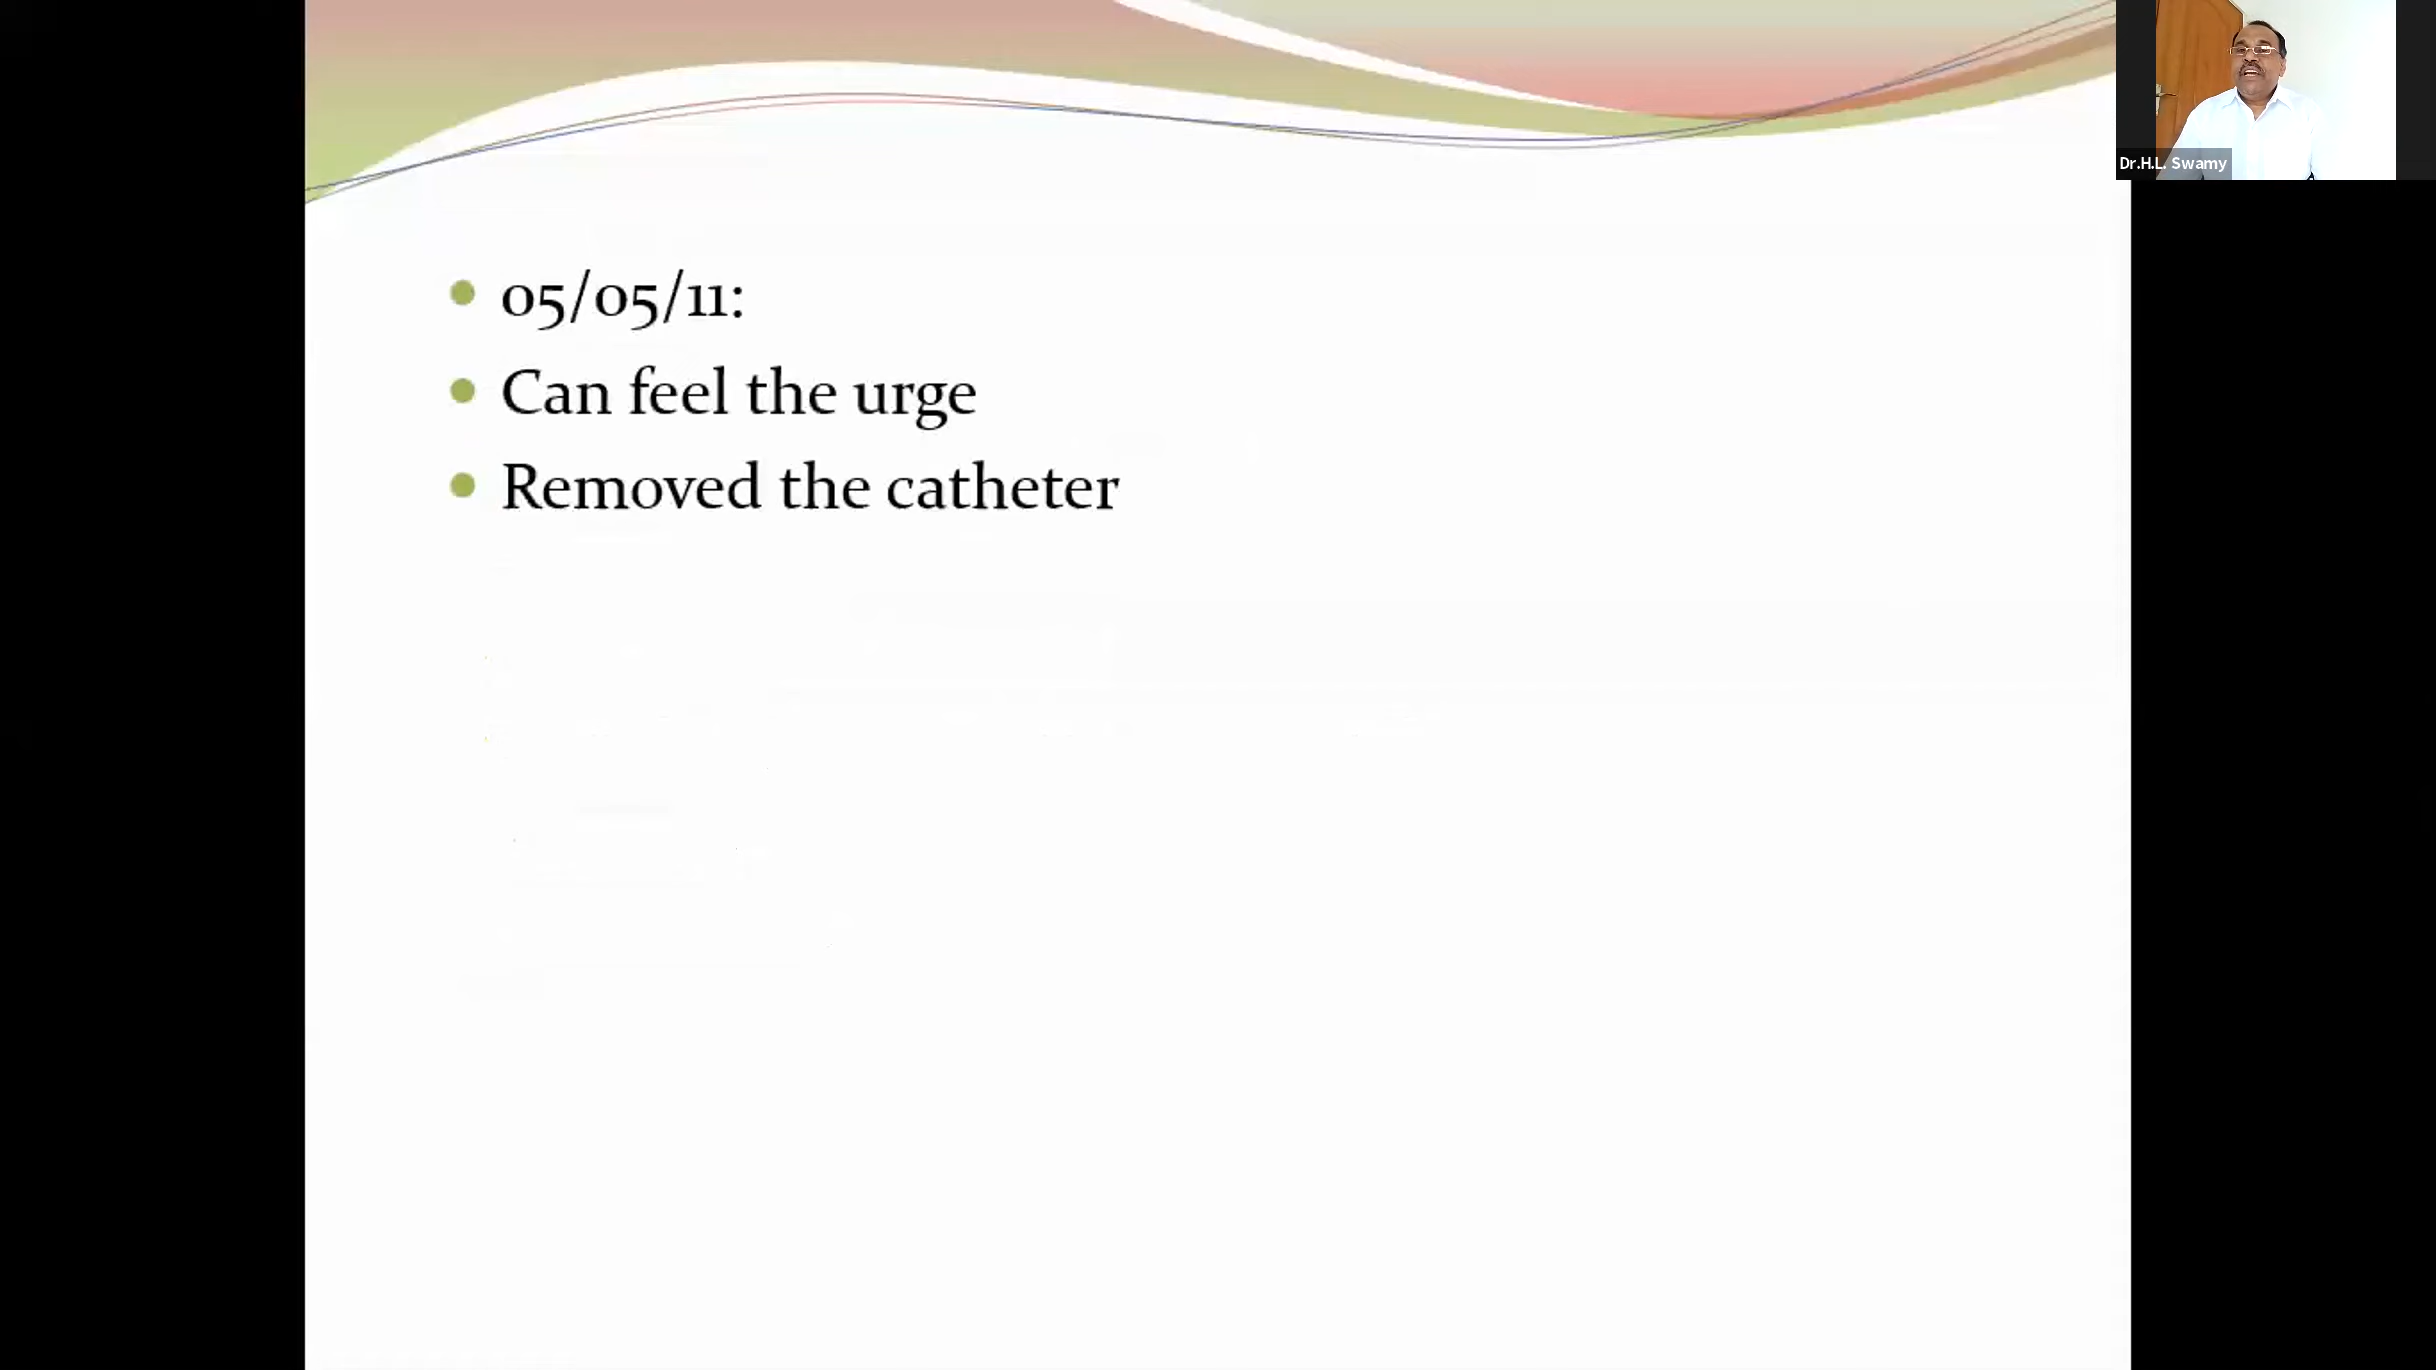 Dr.H.L. Swamy
05/05/11:
Can feel the urge
Removed the catheter